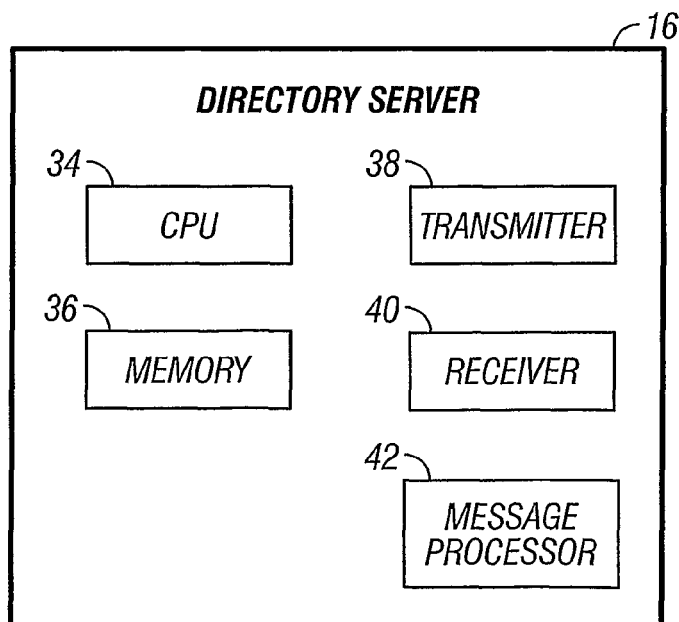 16
DIRECTORY SERVER
34
CPU
38
TRANSMITTER
36
MEMORY
40
RECEIVER
42
MESSAGE
PROCESSOR